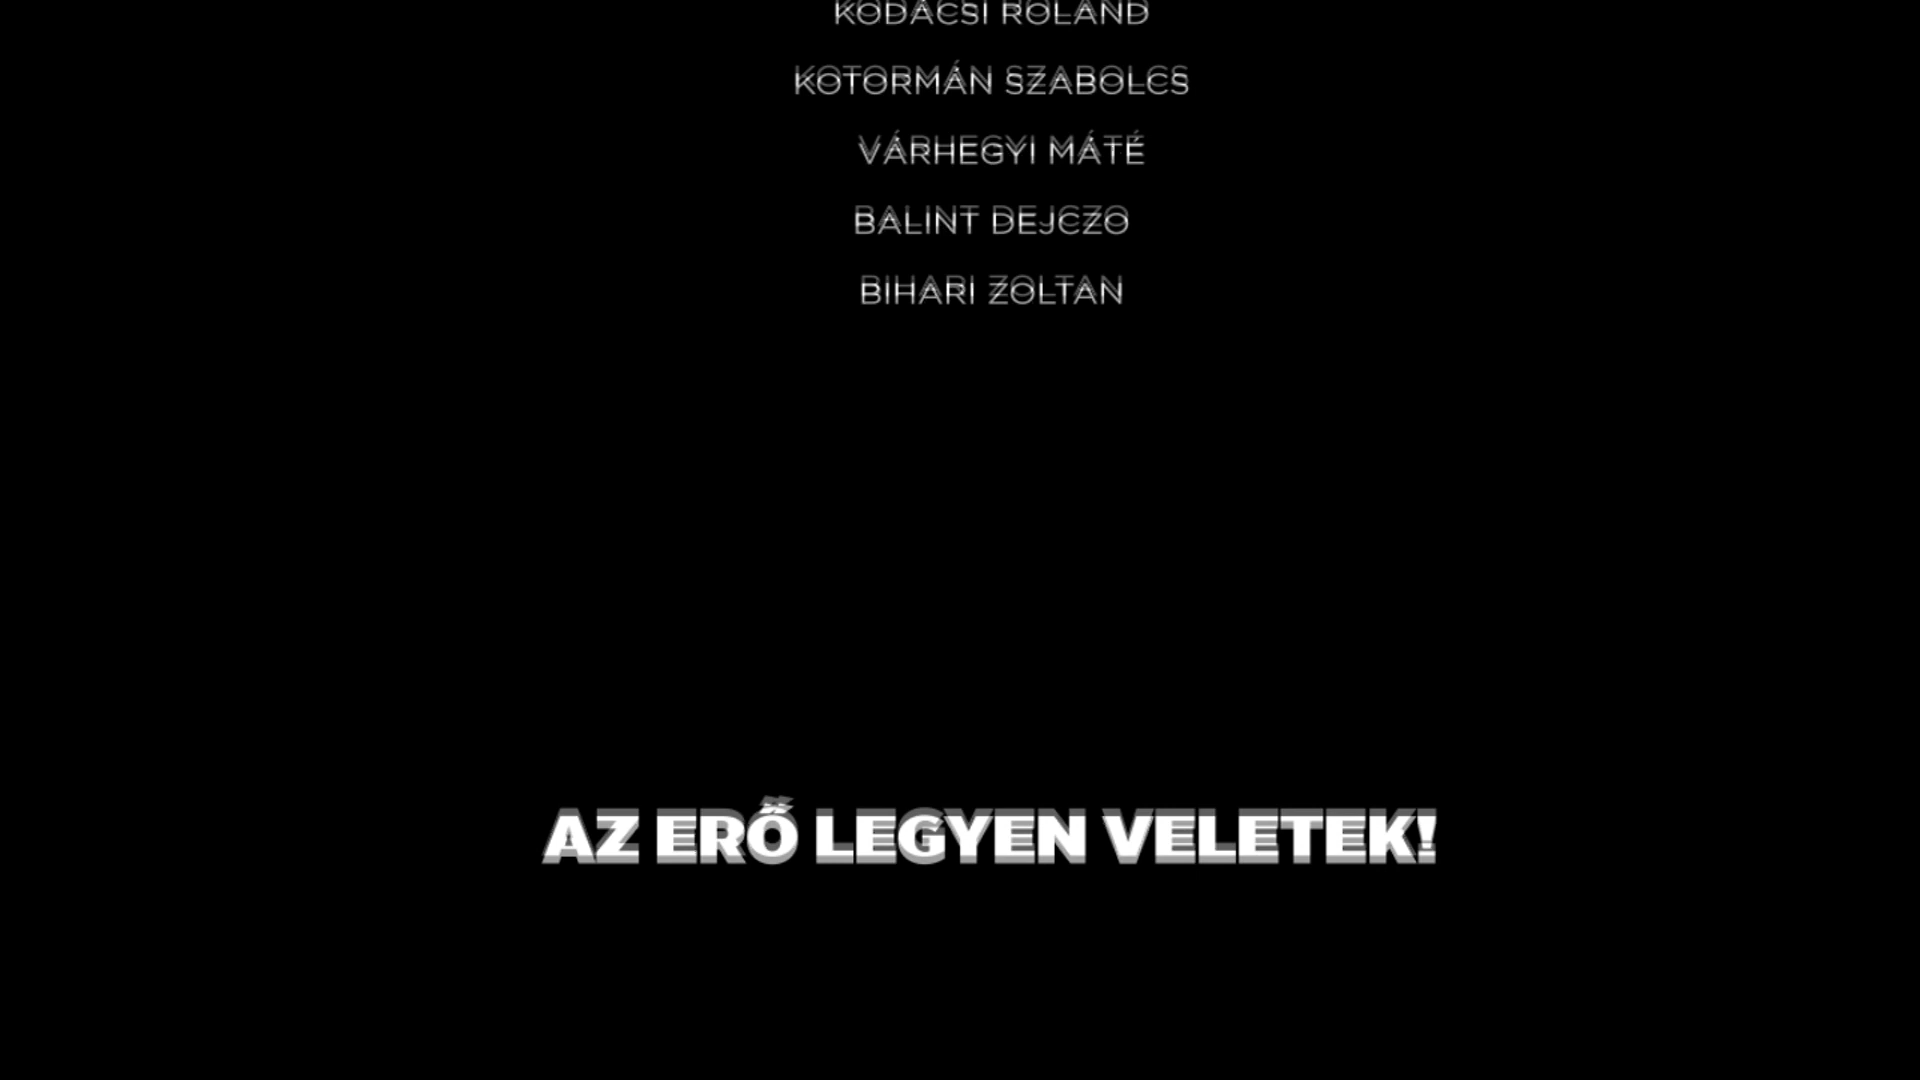 KODÁCSI ROLAND
KOTORMÁN SZABOLCS
VÁRHEGYI MÁTÉ
BALINT DEJCZO
BIHARI ZOLTAN
AZ ERŐ LEGYEN VELETEK!